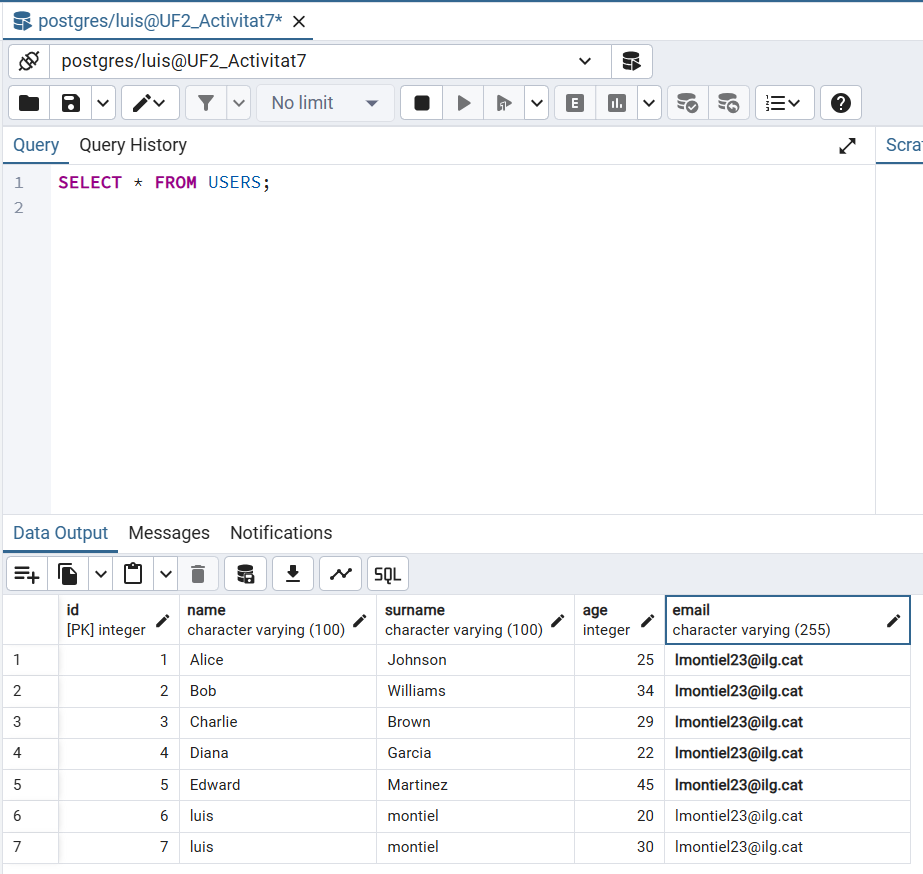 postgres/luis@UF2_Activitat7*
postgres/luis@UF2_Activitat7
No limit
E
Query Query History
Scra
1 SELECT * FROM USERS;
2
Data Output Messages Notifications
SQL
id name surname age email
[PK] integer character varying (100) character varying (100) integer character varying (255)
1 1 Alice Johnson 25 lmontiel23@ilg.cat
2 2 Bob Williams 34 lmontiel23@ilg.cat
3 3 Charlie Brown 29 lmontiel23@ilg.cat
4 4 Diana Garcia 22 lmontiel23@ilg.cat
5 5 Edward Martinez 45 lmontiel23@ilg.cat
6 6 luis montiel 20 lmontiel23@ilg.cat
7 7 luis montiel 30 lmontiel23@ilg.cat